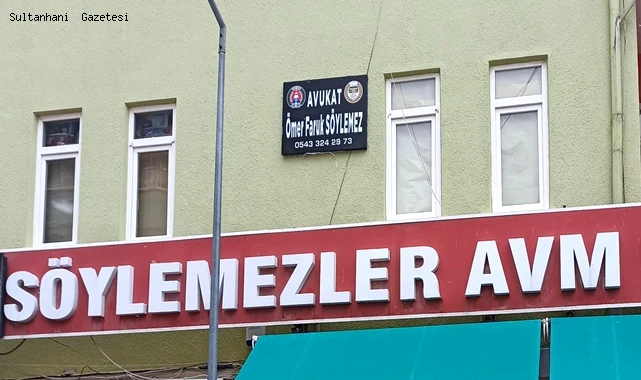 Sultanhani Gazetesi
AVUKAT
Ömer Faruk SÖYLEMEZ
0543 324 29 73
SÖYLEMEZLER AVM